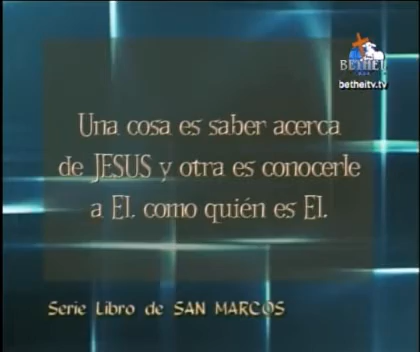 BETHEL
betheltv.tv
Una cosa es saber acerca
de JESUS y otra es conocerle
a El. como quién es El.
Serie Libro de SAN MARCOS